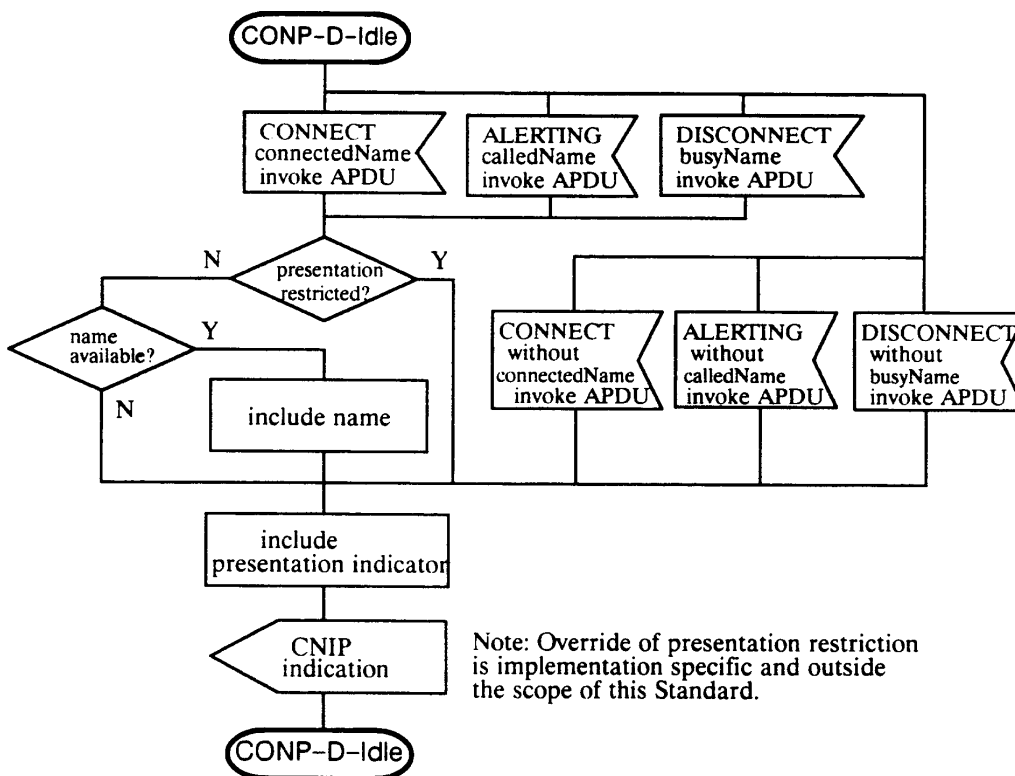 CONP-D-Idle
CONNECT
connectedName
invoke APDU
ALERTING
calledName
invoke APDU
DISCONNECT
busyName
invoke APDU
N
presentation
restricted?
Y
name
available?
Y
N
include name
CONNECT
without
connectedName
invoke APDU
ALERTING
without
calledName
invoke APDU
DISCONNECT
without
busyName
invoke APDU
include
presentation indicator
CNIP
indication
Note: Override of presentation restriction
is implementation specific and outside
the scope of this Standard.
CONP-D-Idle